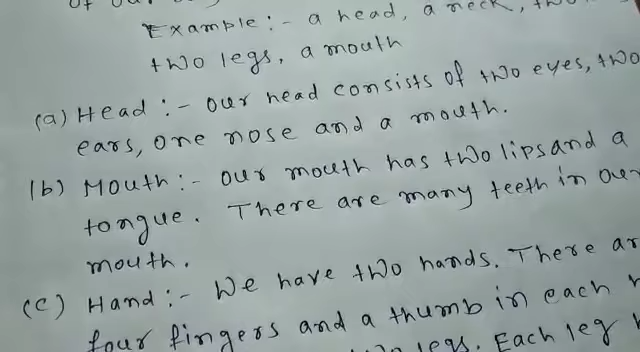 Example:- a head, a neck,
two legs, a mouth
(a) Head:- our head consists of two eyes, two
ears, one nose and a mouth.
(b) Mouth:- our mouth has two lips and a
tongue. There are many teeth in our
mouth.
(c) Hand:- We have two hands. There are
four fingers and a thumb in each
legs. Each leg